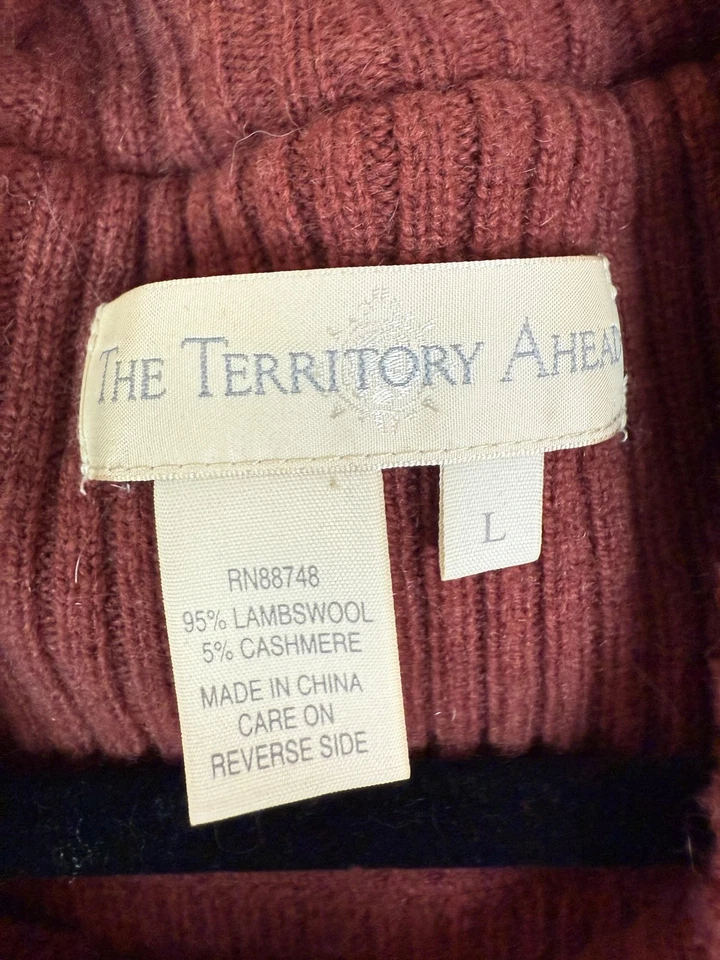 THE TERRITORY AHEAD
L
RN88748
95% LAMBSWOOL
5% CASHMERE
MADE IN CHINA
CARE ON
REVERSE SIDE